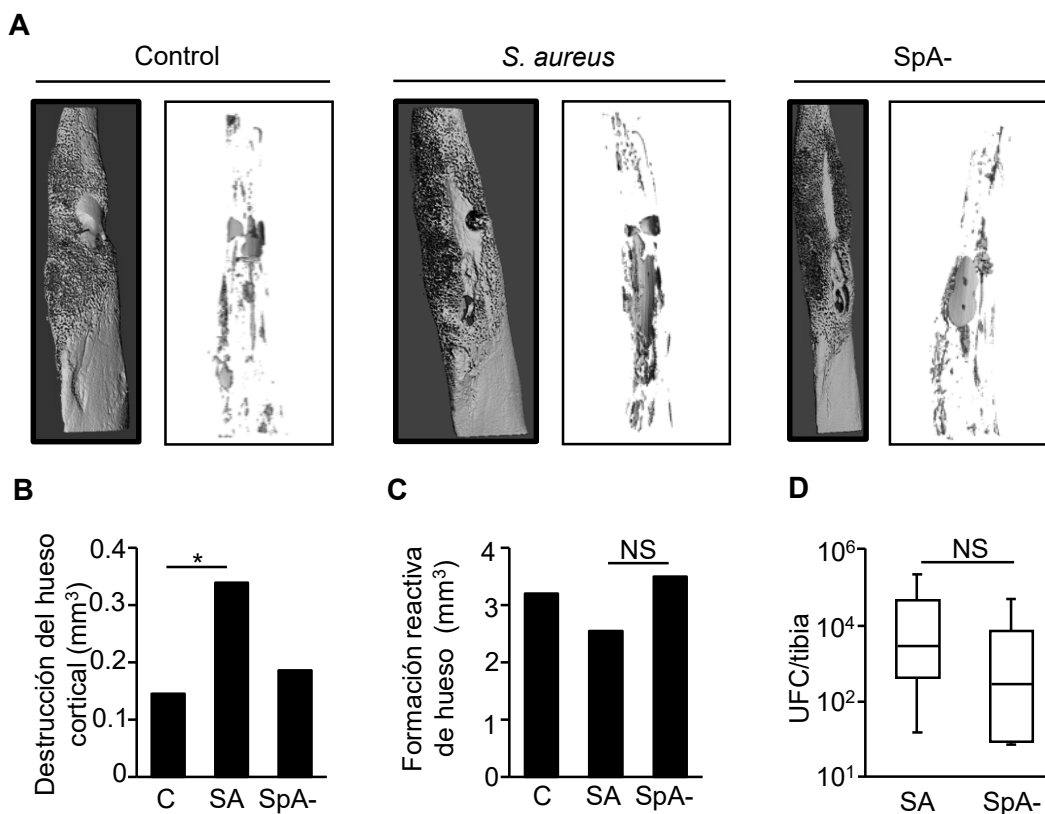 A
Control
S. aureus
SpA-
B
Destrucción del hueso
cortical (mm³)
0.4
0.3
0.2
0.1
0
*
C
SA
SpA-
C
Formación reactiva
de hueso (mm³)
4
3
2
1
0
NS
C
SA
SpA-
D
UFC/tibia
10⁶
10⁴
10²
10¹
NS
SA
SpA-